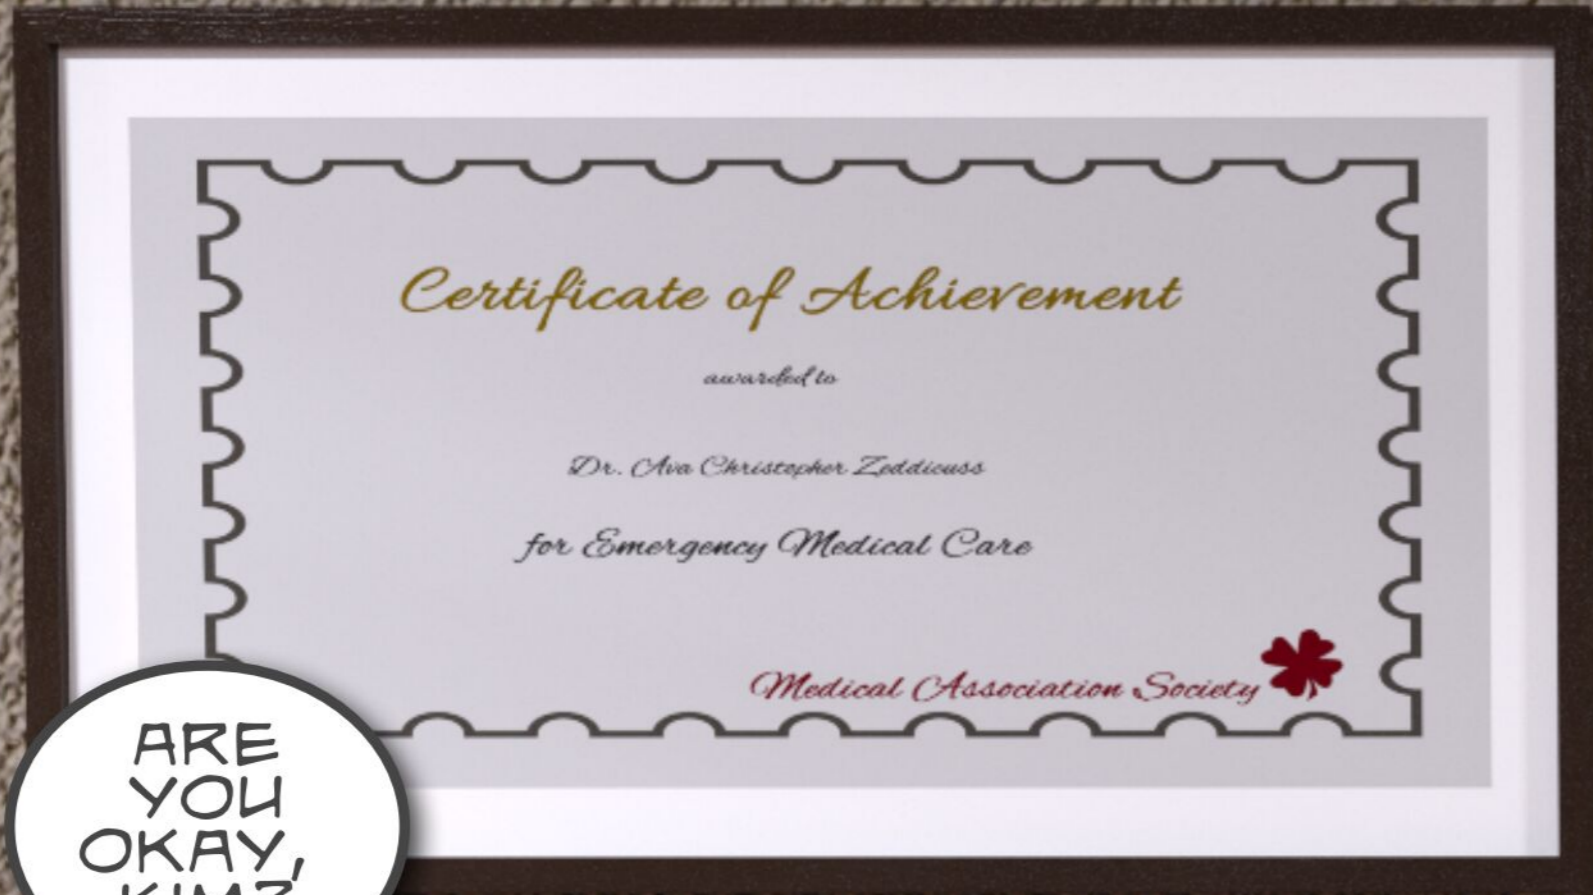 Certificate of Achievement
awarded to
Dr. Ava Christopher Zeddicuss
for Emergency Medical Care
Medical Association Society
ARE
YOU
OKAY,
KIM?